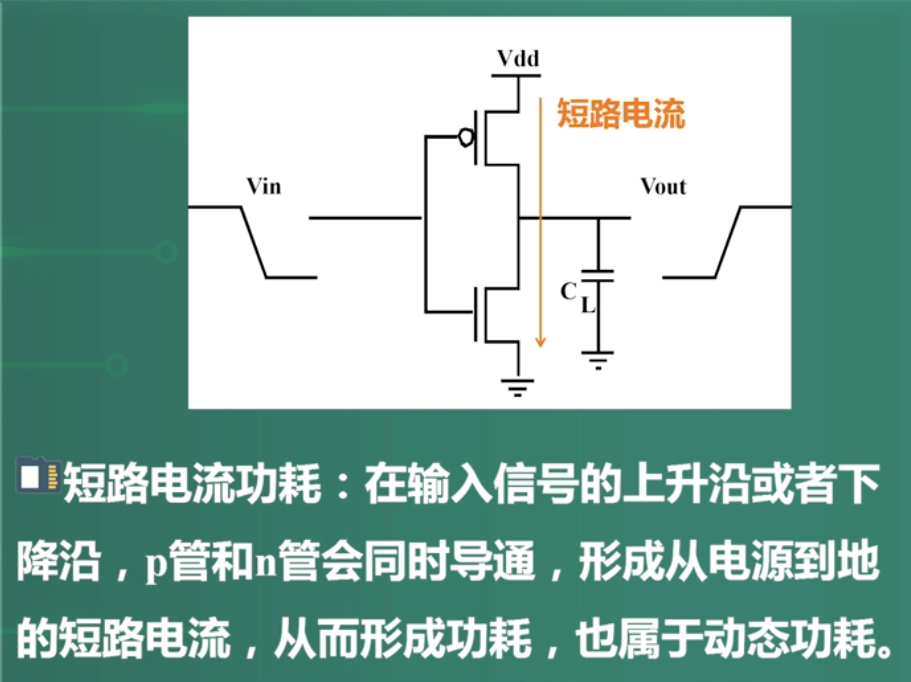 Vdd
短路电流
Vin
Vout
CL
短路电流功耗：在输入信号的上升沿或者下
降沿，p管和n管会同时导通，形成从电源到地
的短路电流，从而形成功耗，也属于动态功耗。